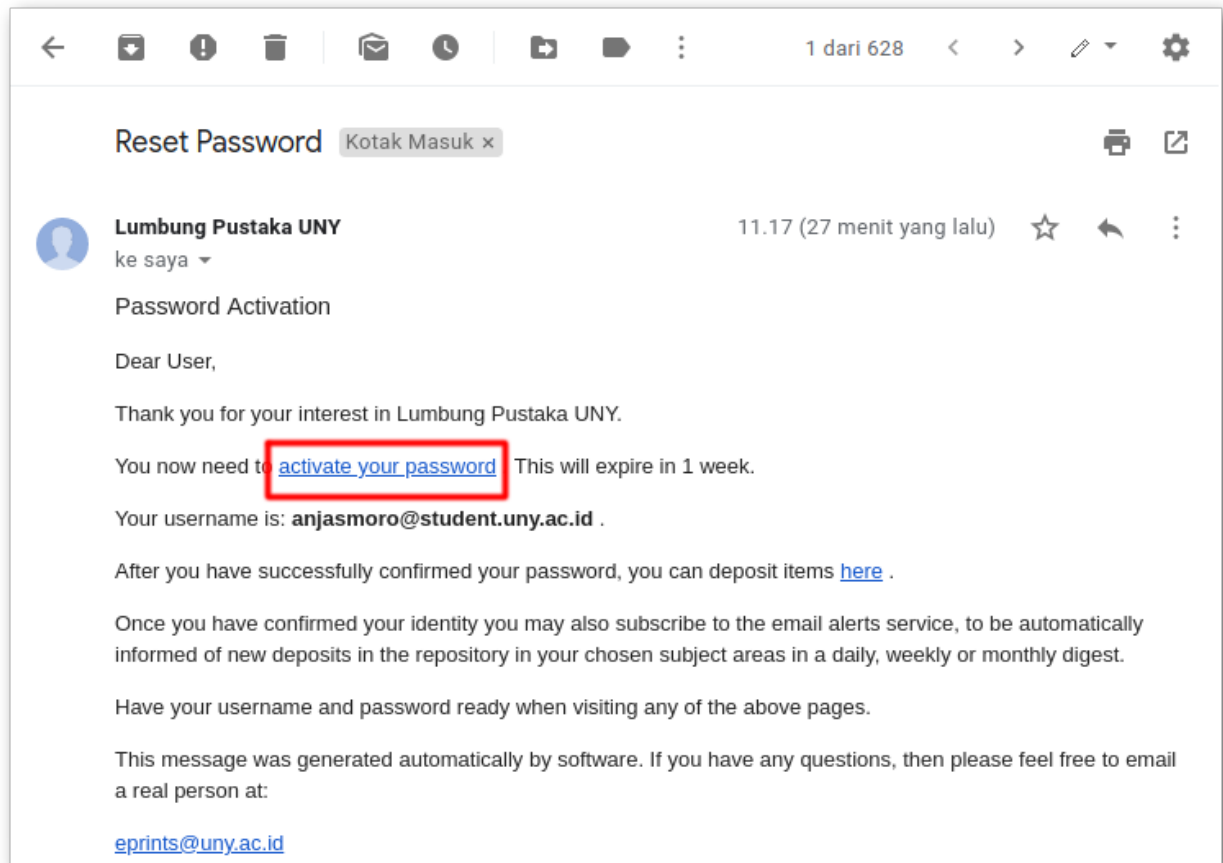 1 dari 628
Reset Password Kotak Masuk ×
Lumbung Pustaka UNY 11.17 (27 menit yang lalu)
ke saya
Password Activation
Dear User,
Thank you for your interest in Lumbung Pustaka UNY.
You now need to activate your password . This will expire in 1 week.
Your username is: anjasmoro@student.uny.ac.id .
After you have successfully confirmed your password, you can deposit items here .
Once you have confirmed your identity you may also subscribe to the email alerts service, to be automatically
informed of new deposits in the repository in your chosen subject areas in a daily, weekly or monthly digest.
Have your username and password ready when visiting any of the above pages.
This message was generated automatically by software. If you have any questions, then please feel free to email
a real person at:
eprints@uny.ac.id